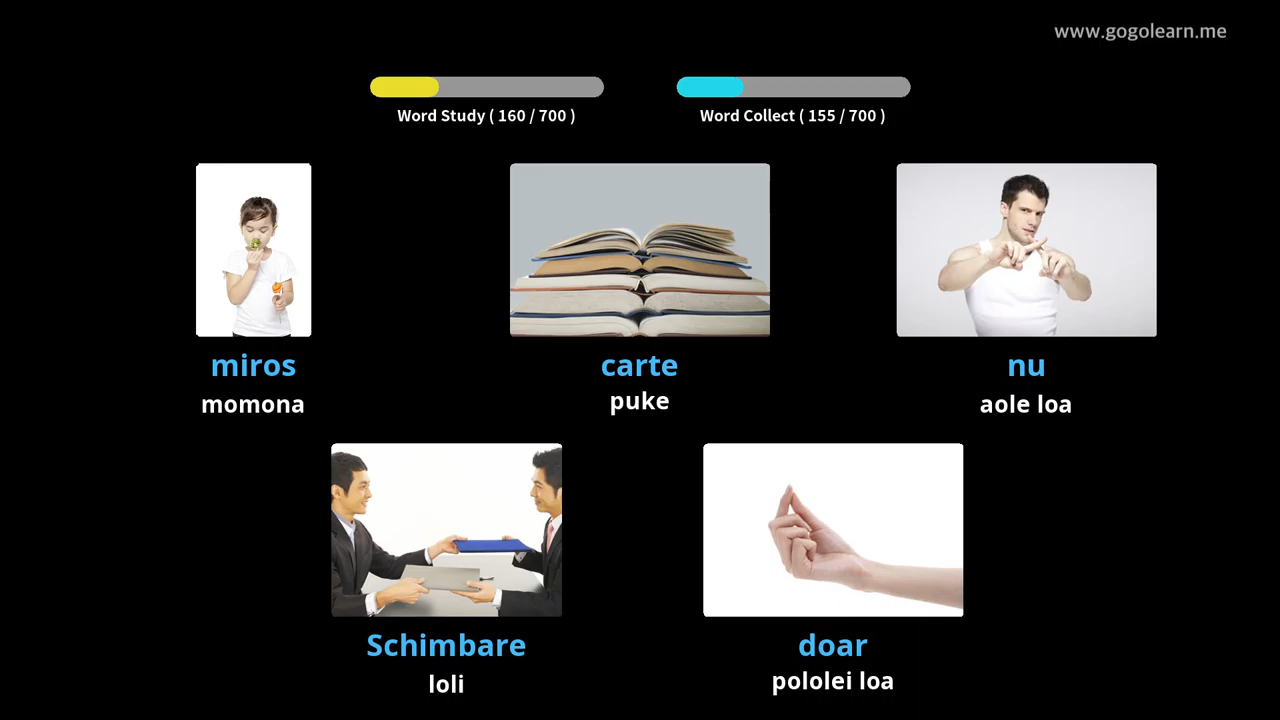 www.gogolearn.me
Word Study ( 160 / 700 )
Word Collect ( 155 / 700 )
miros
momona
carte
puke
nu
aole loa
Schimbare
loli
doar
pololei loa